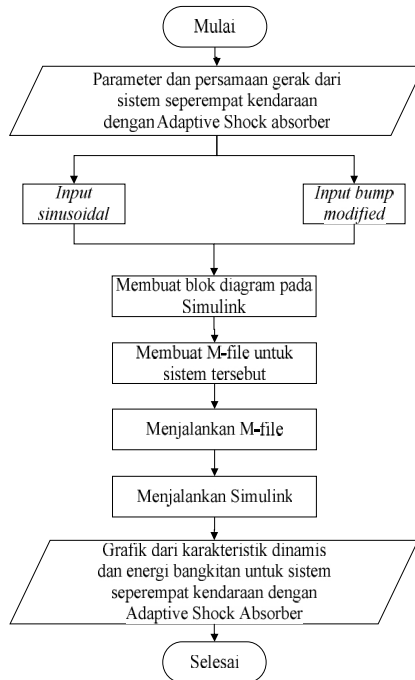 Mulai
Parameter dan persamaan gerak dari
sistem seperempat kendaraan
dengan Adaptive Shock absorber
Input
sinusoidal
Input bump
modified
Membuat blok diagram pada
Simulink
Membuat M-file untuk
sistem tersebut
Menjalankan M-file
Menjalankan Simulink
Grafik dari karakteristik dinamis
dan energi bangkitan untuk sistem
seperempat kendaraan dengan
Adaptive Shock Absorber
Selesai